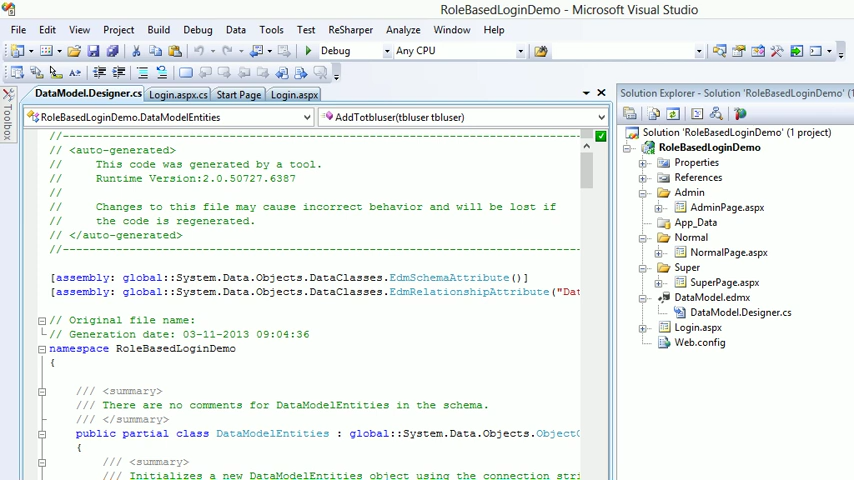 RoleBasedLoginDemo - Microsoft Visual Studio
File Edit View Project Build Debug Data Tools Test ReSharper Analyze Window Help
Debug Any CPU
DataModel.Designer.cs Login.aspx.cs Start Page Login.aspx
RoleBasedLoginDemo.DataModelEntities AddTotbluser(tbluser tbluser)
Toolbox
//--------------------------------------------------------------------------------
// <auto-generated>
//     This code was generated by a tool.
//     Runtime Version:2.0.50727.6387
//
//     Changes to this file may cause incorrect behavior and will be lost if
//     the code is regenerated.
// </auto-generated>
//--------------------------------------------------------------------------------
[assembly: global::System.Data.Objects.DataClasses.EdmSchemaAttribute()]
[assembly: global::System.Data.Objects.DataClasses.EdmRelationshipAttribute("Dat
// Original file name:
// Generation date: 03-11-2013 09:04:36
namespace RoleBasedLoginDemo
{
/// <summary>
/// There are no comments for DataModelEntities in the schema.
/// </summary>
public partial class DataModelEntities : global::System.Data.Objects.ObjectC
{
/// <summary>
/// Initializes a new DataModelEntities object using the connection stri
Solution Explorer - Solution 'RoleBasedLoginDemo' (1
Solution 'RoleBasedLoginDemo' (1 project)
RoleBasedLoginDemo
Properties
References
Admin
AdminPage.aspx
App_Data
Normal
NormalPage.aspx
Super
SuperPage.aspx
DataModel.edmx
DataModel.Designer.cs
Login.aspx
Web.config